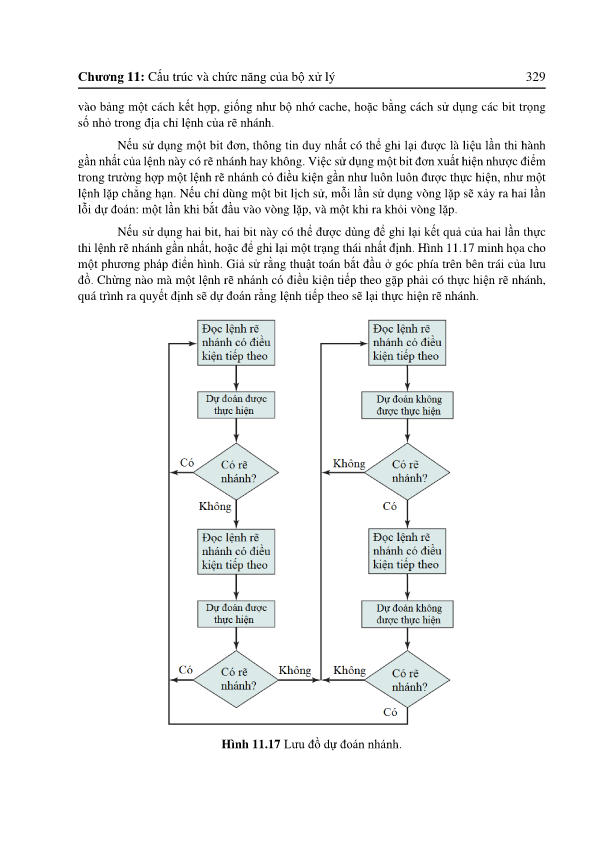 Chương 11: Cấu trúc và chức năng của bộ xử lý 329
vào bảng một cách kết hợp, giống như bộ nhớ cache, hoặc bằng cách sử dụng các bit trọng
số nhỏ trong địa chỉ lệnh của rẽ nhánh.
Nếu sử dụng một bit đơn, thông tin duy nhất có thể ghi lại được là liệu lần thi hành
gần nhất của lệnh này có rẽ nhánh hay không. Việc sử dụng một bit đơn xuất hiện nhược điểm
trong trường hợp một lệnh rẽ nhánh có điều kiện gần như luôn luôn được thực hiện, như một
lệnh lặp chẳng hạn. Nếu chỉ dùng một bit lịch sử, mỗi lần sử dụng vòng lặp sẽ xảy ra hai lần
lỗi dự đoán: một lần khi bắt đầu vào vòng lặp, và một khi ra khỏi vòng lặp.
Nếu sử dụng hai bit, hai bit này có thể được dùng để ghi lại kết quả của hai lần thực
thi lệnh rẽ nhánh gần nhất, hoặc để ghi lại một trạng thái nhất định. Hình 11.17 minh họa cho
một phương pháp điển hình. Giả sử rằng thuật toán bắt đầu ở góc phía trên bên trái của lưu
đồ. Chừng nào mà một lệnh rẽ nhánh có điều kiện tiếp theo gặp phải có thực hiện rẽ nhánh,
quá trình ra quyết định sẽ dự đoán rằng lệnh tiếp theo sẽ lại thực hiện rẽ nhánh.
Đọc lệnh rẽ
nhánh có điều
kiện tiếp theo
Dự đoán được
thực hiện
Có
Có rẽ
nhánh?
Không
Đọc lệnh rẽ
nhánh có điều
kiện tiếp theo
Dự đoán được
thực hiện
Có
Có rẽ
nhánh?
Không
Đọc lệnh rẽ
nhánh có điều
kiện tiếp theo
Dự đoán không
được thực hiện
Không
Có rẽ
nhánh?
Có
Đọc lệnh rẽ
nhánh có điều
kiện tiếp theo
Dự đoán không
được thực hiện
Không
Có rẽ
nhánh?
Có
Hình 11.17 Lưu đồ dự đoán nhánh.